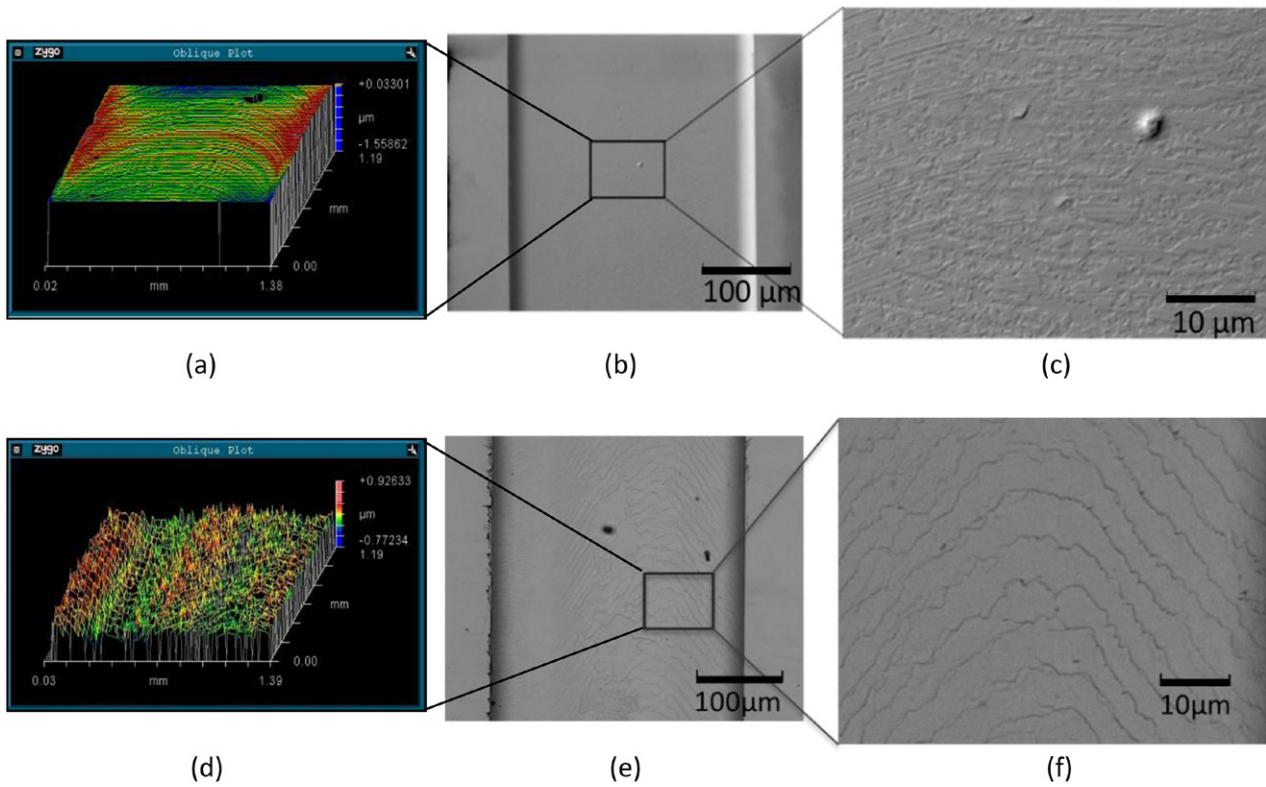 zygo Oblique Plot
+0.03301
µm
-1.55862
1.19
mm
0.00
0.02 mm 1.38
100 µm
10 µm
(a) (b) (c)
zygo Oblique Plot
+0.92633
µm
-0.77234
1.19
mm
0.00
0.03 mm 1.39
100µm
10µm
(d) (e) (f)